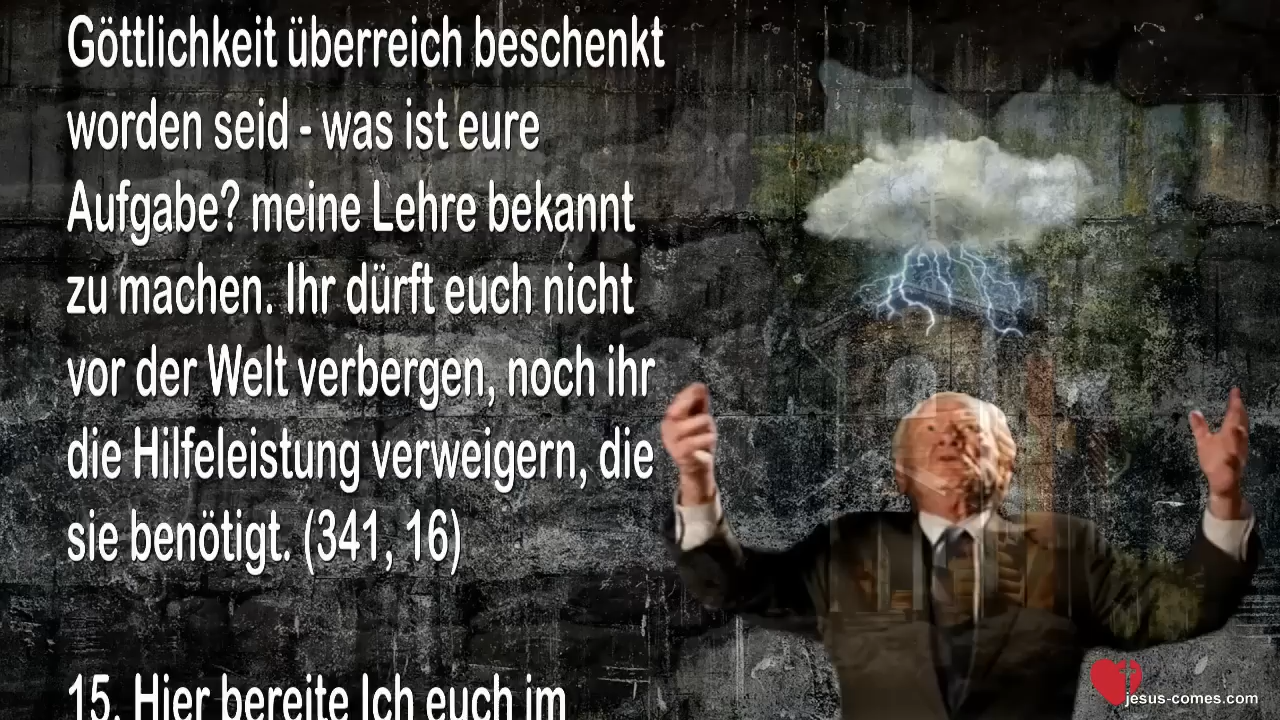 Göttlichkeit überreich beschenkt
worden seid - was ist eure
Aufgabe? meine Lehre bekannt
zu machen. Ihr dürft euch nicht
vor der Welt verbergen, noch ihr
die Hilfeleistung verweigern, die
sie benötigt. (341, 16)
15. Hier bereite Ich euch im
jesus-comes.com